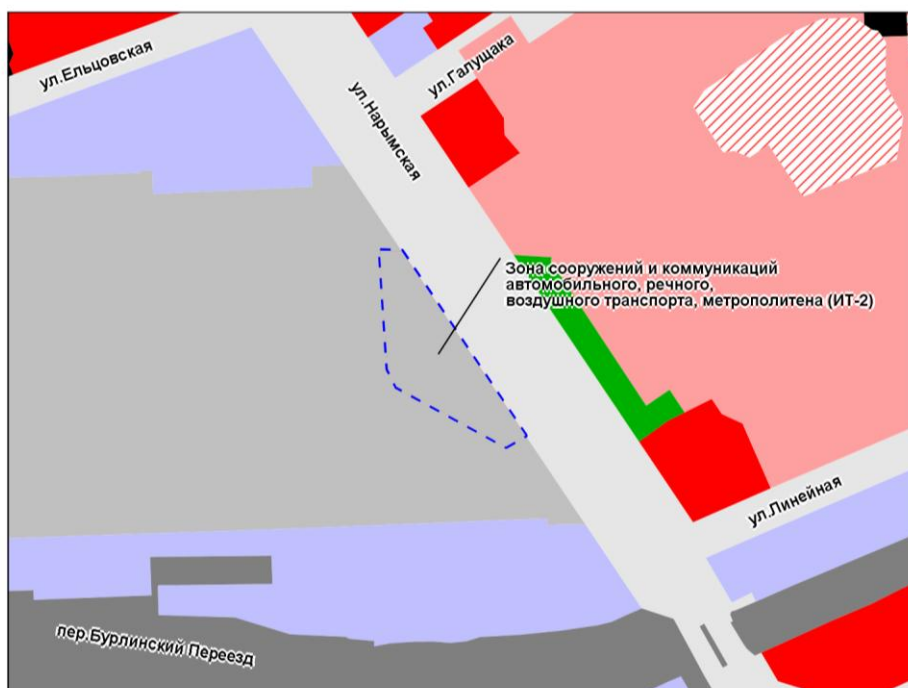 ул.Ельцовская
ул.Галущака
ул.Нарымская
Зона сооружений и коммуникаций
автомобильного, речного,
воздушного транспорта, метрополитена (ИТ-2)
ул.Линейная
пер.Бурлинский Переезд